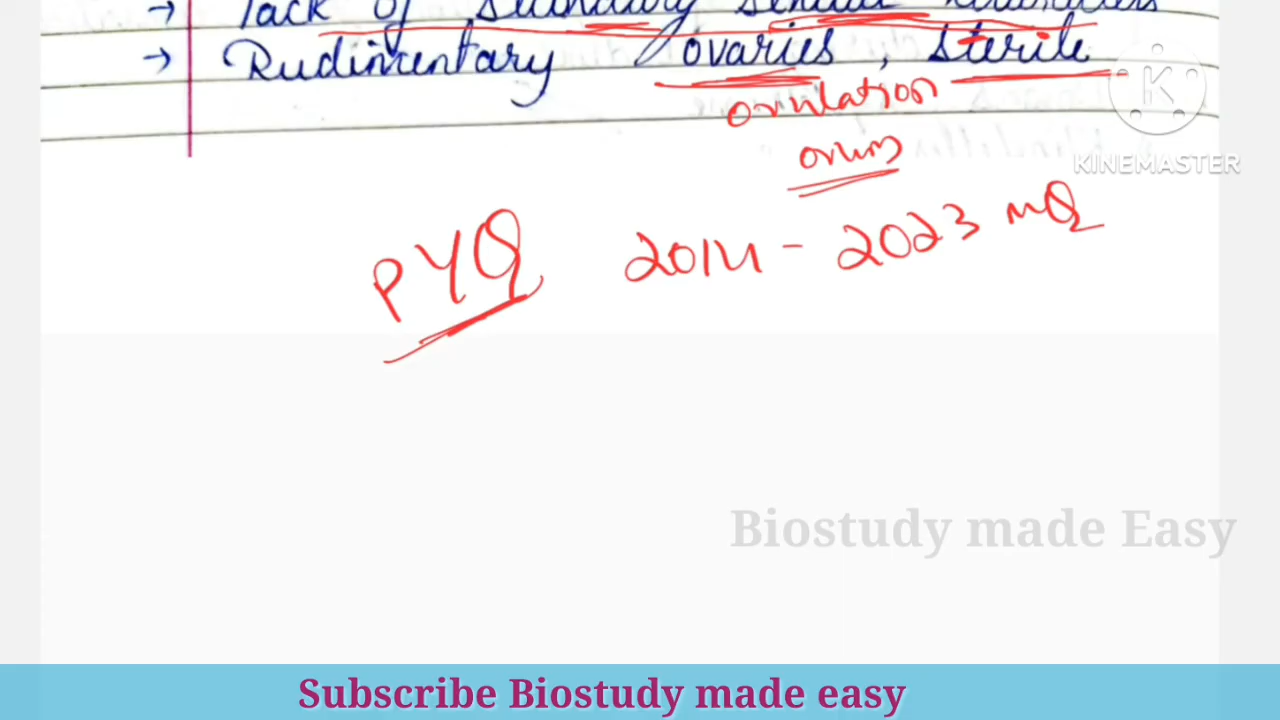 → lack of secondary sexual characters
→ Rudimentary ovaries, sterile
ovulation
ovum
PYQ 2014 - 2023 MQ
K
KINEMASTER
Biostudy made Easy
Subscribe Biostudy made easy